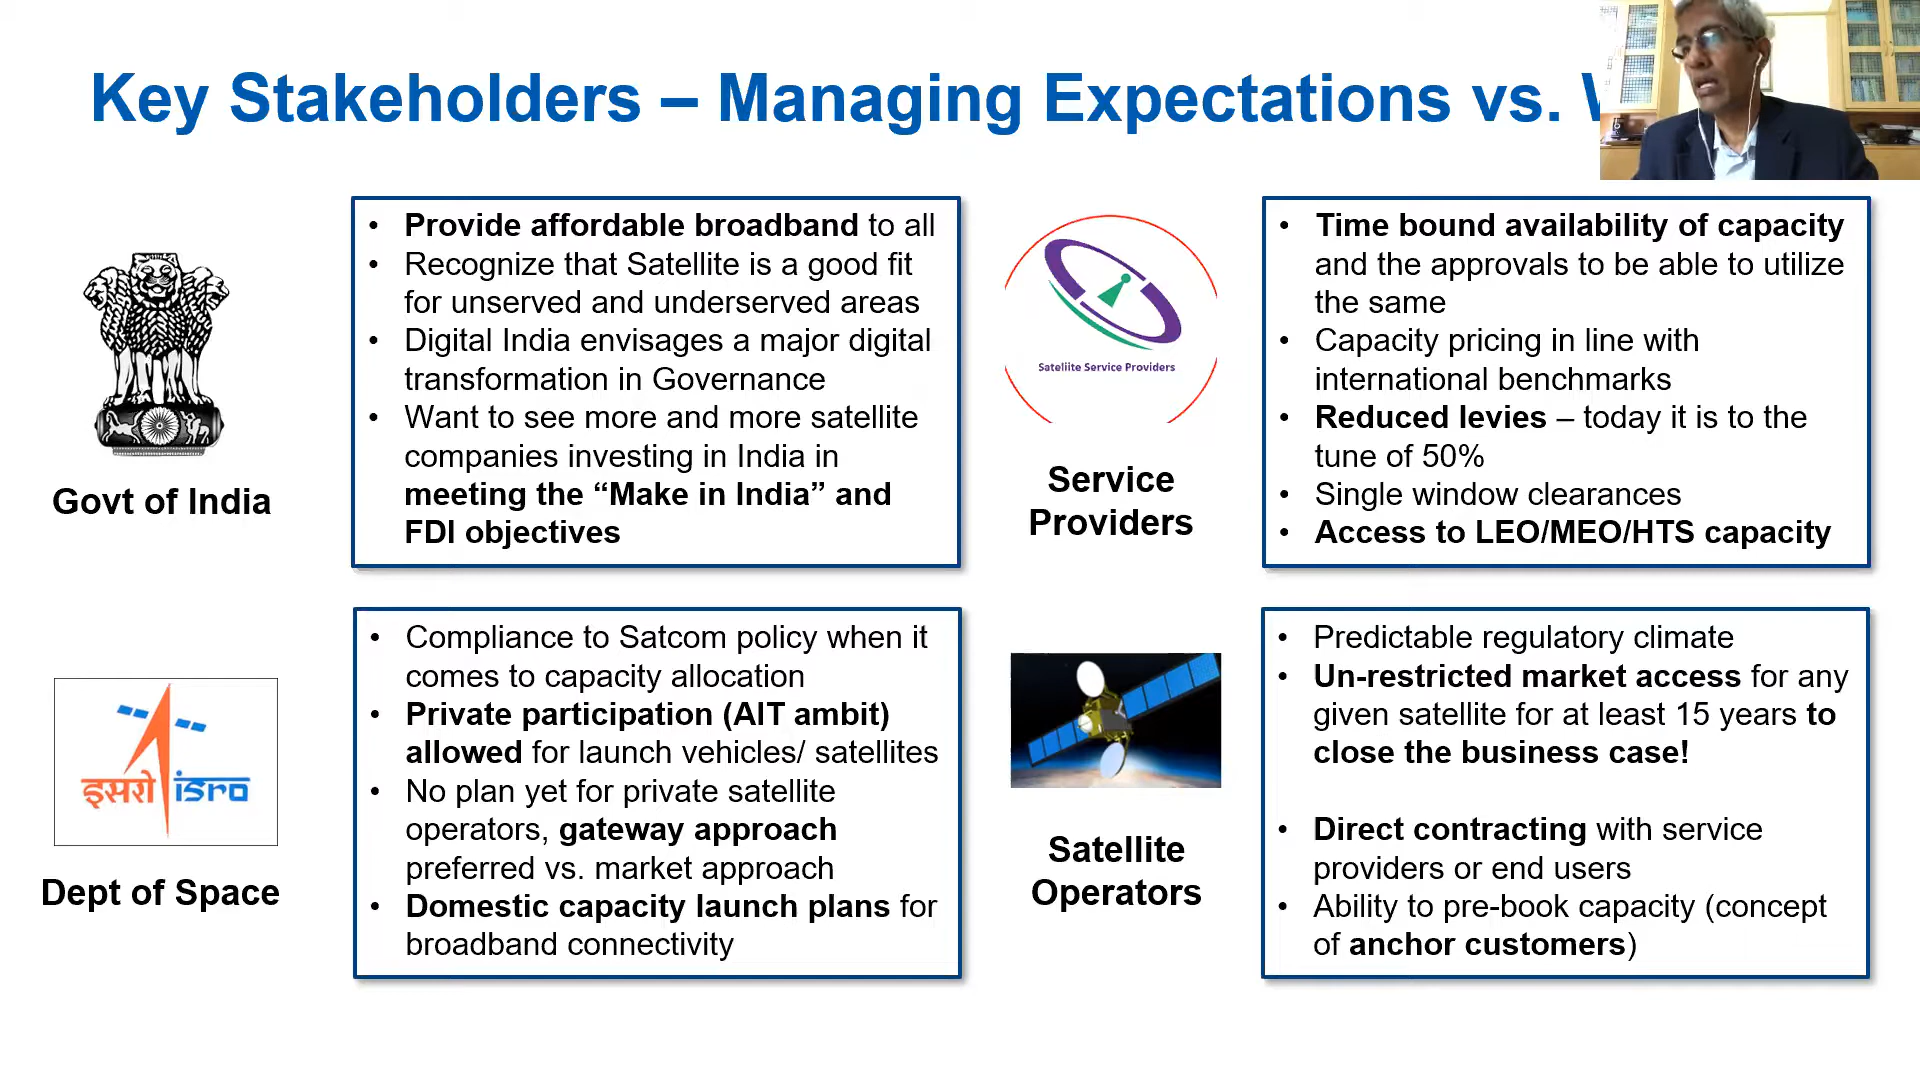 Key Stakeholders – Managing Expectations vs.
• Provide affordable broadband to all
• Recognize that Satellite is a good fit
for unserved and underserved areas
• Digital India envisages a major digital
transformation in Governance
• Want to see more and more satellite
companies investing in India in
meeting the “Make in India” and
FDI objectives
Govt of India
Satellite Service Providers
Service
Providers
• Time bound availability of capacity
and the approvals to be able to utilize
the same
• Capacity pricing in line with
international benchmarks
• Reduced levies – today it is to the
tune of 50%
• Single window clearances
• Access to LEO/MEO/HTS capacity
इसरो isro
Dept of Space
• Compliance to Satcom policy when it
comes to capacity allocation
• Private participation (AIT ambit)
allowed for launch vehicles/ satellites
• No plan yet for private satellite
operators, gateway approach
preferred vs. market approach
• Domestic capacity launch plans for
broadband connectivity
Satellite
Operators
• Predictable regulatory climate
• Un-restricted market access for any
given satellite for at least 15 years to
close the business case!
• Direct contracting with service
providers or end users
• Ability to pre-book capacity (concept
of anchor customers)